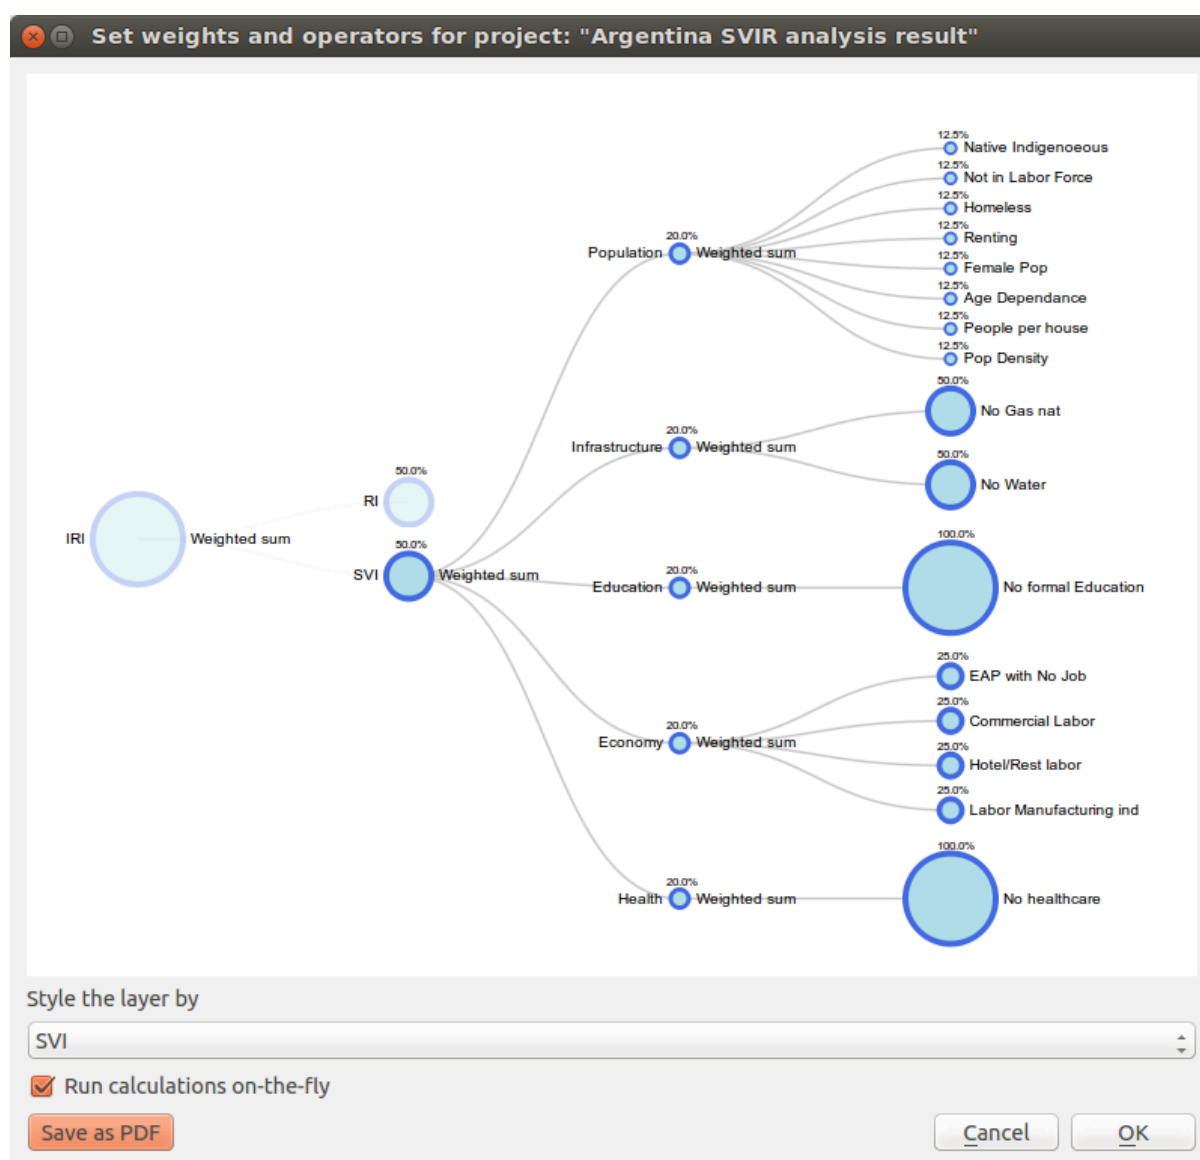 Set weights and operators for project: "Argentina SVIR analysis result"
12.5%
Native Indigenoeous
12.5%
Not in Labor Force
12.5%
Homeless
12.5%
Renting
12.5%
Female Pop
12.5%
Age Dependance
12.5%
People per house
12.5%
Pop Density
20.0%
Population Weighted sum
50.0%
No Gas nat
20.0%
Infrastructure Weighted sum
50.0%
No Water
50.0%
RI
IRI Weighted sum
50.0%
SVI Weighted sum
100.0%
No formal Education
20.0%
Education Weighted sum
25.0%
EAP with No Job
25.0%
Commercial Labor
20.0%
Economy Weighted sum
25.0%
Hotel/Rest labor
25.0%
Labor Manufacturing ind
100.0%
No healthcare
20.0%
Health Weighted sum
Style the layer by
SVI
Run calculations on-the-fly
Save as PDF
Cancel
OK